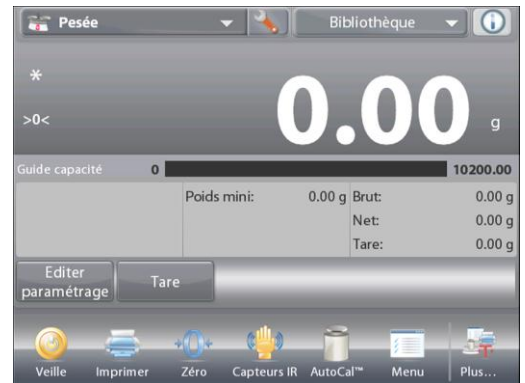 Pesée
Bibliothèque
*
>0<
0.00 g
Guide capacité 0 10200.00
Poids mini: 0.00 g Brut: 0.00 g
Net: 0.00 g
Tare: 0.00 g
Editer
paramétrage
Tare
Veille Imprimer Zéro Capteurs IR AutoCal™ Menu Plus...